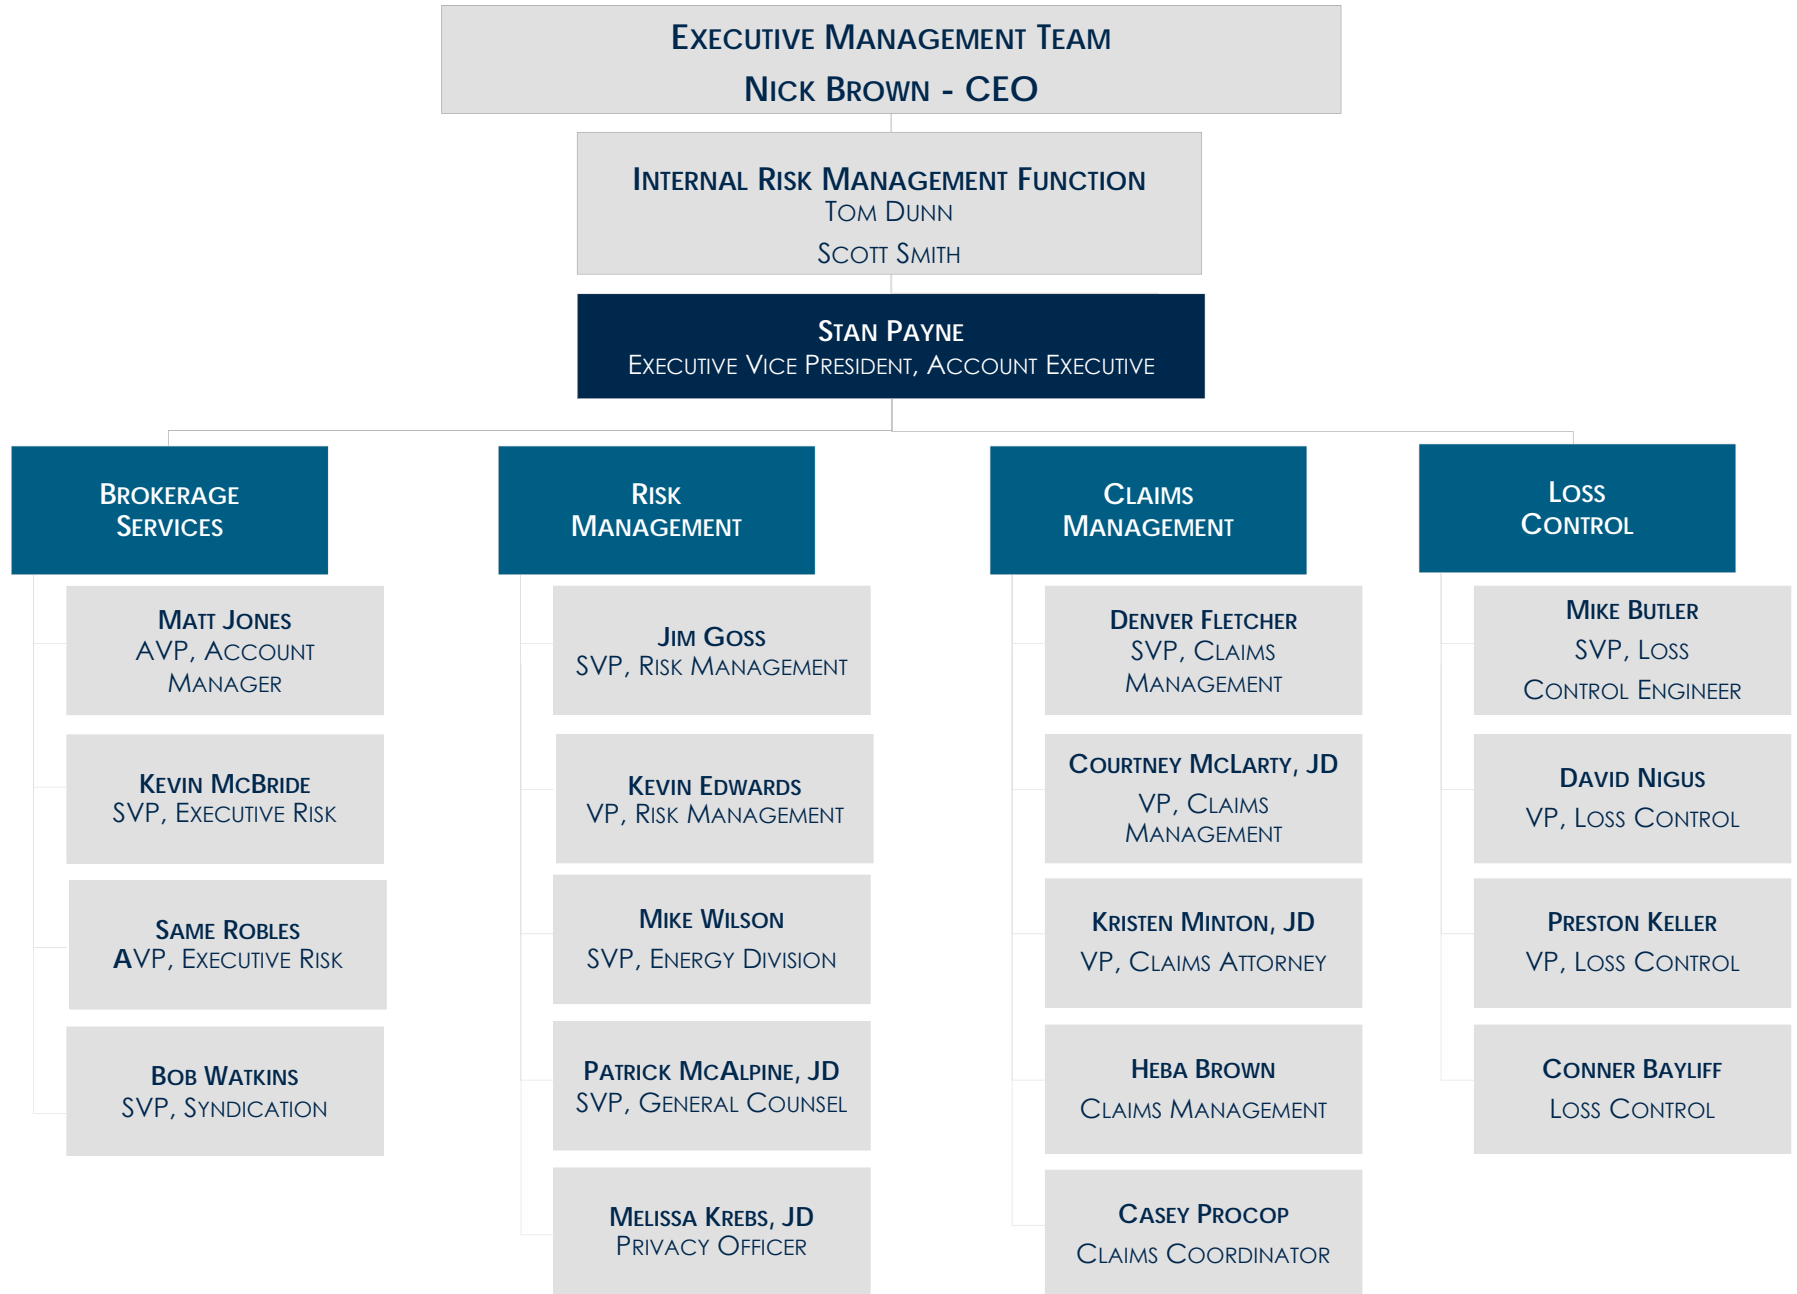 Executive Management Team
Nick Brown - CEO
Internal Risk Management Function
Tom Dunn
Scott Smith
Stan Payne
Executive Vice President, Account Executive
Brokerage
Services
Matt Jones
AVP, Account
Manager
Kevin McBride
SVP, Executive Risk
Same Robles
AVP, Executive Risk
Bob Watkins
SVP, Syndication
Risk
Management
Jim Goss
SVP, Risk Management
Kevin Edwards
VP, Risk Management
Mike Wilson
SVP, Energy Division
Patrick McAlpine, JD
SVP, General Counsel
Melissa Krebs, JD
Privacy Officer
Claims
Management
Denver Fletcher
SVP, Claims
Management
Courtney McLarty, JD
VP, Claims
Management
Kristen Minton, JD
VP, Claims Attorney
Heba Brown
Claims Management
Casey Procop
Claims Coordinator
Loss
Control
Mike Butler
SVP, Loss
Control Engineer
David Nigus
VP, Loss Control
Preston Keller
VP, Loss Control
Conner Bayliff
Loss Control